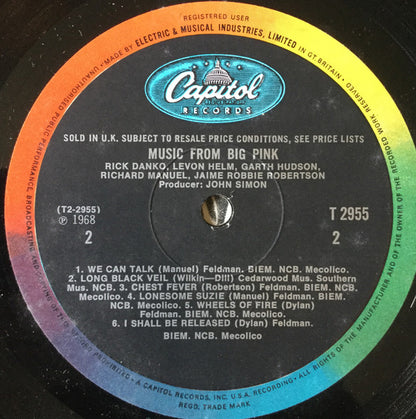 REGISTERED USER
MADE BY ELECTRIC & MUSICAL INDUSTRIES, LIMITED IN GT. BRITAIN
Capitol
RECORDS
SOLD IN U.K. SUBJECT TO RESALE PRICE CONDITIONS, SEE PRICE LISTS
MUSIC FROM BIG PINK
RICK DANKO, LEVON HELM, GARTH HUDSON,
RICHARD MANUEL, JAIME ROBBIE ROBERTSON
Producer: JOHN SIMON
(T2-2955)
℗ 1968
2
T 2955
2
1. WE CAN TALK (Manuel) Feldman. BIEM. NCB. Mecolico.
2. LONG BLACK VEIL (Wilkin—Dill) Cedarwood Mus. Southern
Mus. NCB. 3. CHEST FEVER (Robertson) Feldman. BIEM. NCB.
Mecolico. 4. LONESOME SUZIE (Manuel) Feldman.
BIEM. NCB. Mecolico. 5. WHEELS OF FIRE (Dylan)
Feldman. BIEM. NCB. Mecolico
6. I SHALL BE RELEASED (Dylan) Feldman.
BIEM. NCB. Mecolico
UNAUTHORISED PUBLIC PERFORMANCE, BROADCASTING
PROHIBITED
ALL RIGHTS OF THE MANUFACTURER AND OF THE OWNER OF THE RECORDED WORK RESERVED
A CAPITOL RECORDS, INC. U.S.A.
REGD. TRADE MARK